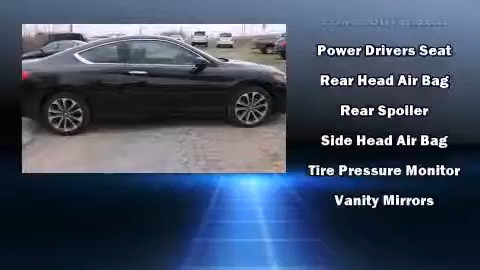 Power Drivers Seat
Rear Head Air Bag
Rear Spoiler
Side Head Air Bag
Tire Pressure Monitor
Vanity Mirrors